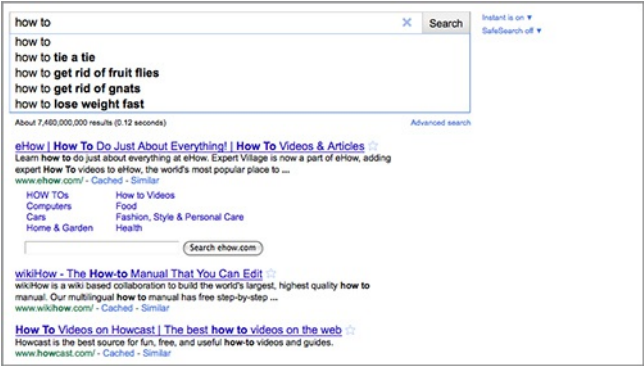 how to × Search Instant is on ▼
SafeSearch off ▼
how to
how to tie a tie
how to get rid of fruit flies
how to get rid of gnats
how to lose weight fast
About 7,460,000,000 results (0.12 seconds) Advanced search
eHow | How To Do Just About Everything! | How To Videos & Articles
Learn how to do just about everything at eHow. Expert Village is now a part of eHow, adding
expert How To videos to eHow, the world's most popular place to ...
www.ehow.com/ - Cached - Similar
HOW TOs How to Videos
Computers Food
Cars Fashion, Style & Personal Care
Home & Garden Health
Search ehow.com
wikiHow - The How-to Manual That You Can Edit
wikiHow is a wiki based collaboration to build the world's largest, highest quality how to
manual. Our multilingual how to manual has free step-by-step ...
www.wikihow.com/ - Cached - Similar
How To Videos on Howcast | The best how to videos on the web
Howcast is the best source for fun, free, and useful how-to videos and guides.
www.howcast.com/ - Cached - Similar